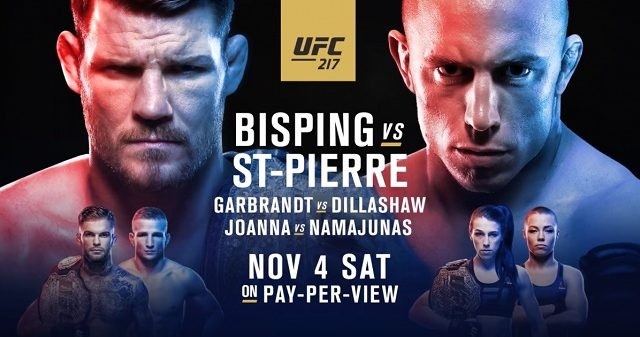 UFC
217
BISPING vs
ST-PIERRE
GARBRANDT vs DILLASHAW
JOANNA vs NAMAJUNAS
NOV 4 SAT
ON PAY-PER-VIEW